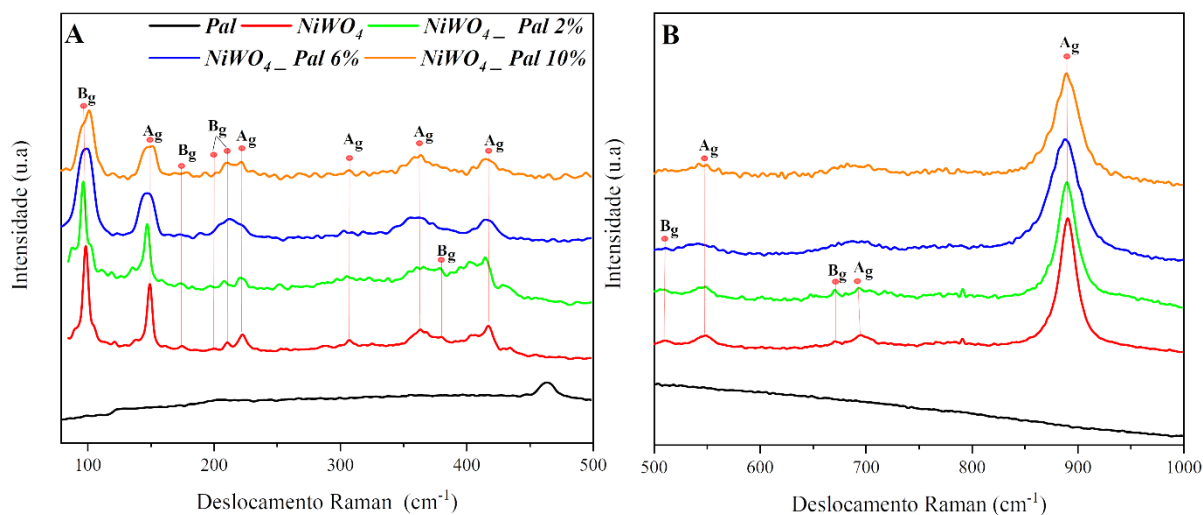 A
Pal NiWO4 NiWO4_ Pal 2%
NiWO4_ Pal 6% NiWO4_ Pal 10%
Bg Ag Bg Bg Ag Ag Ag Ag
Bg
Intensidade (u.a)
100 200 300 400 500
Deslocamento Raman (cm-1)
B
Ag
Ag
Bg
Bg Ag
Intensidade (u.a)
500 600 700 800 900 1000
Deslocamento Raman (cm-1)